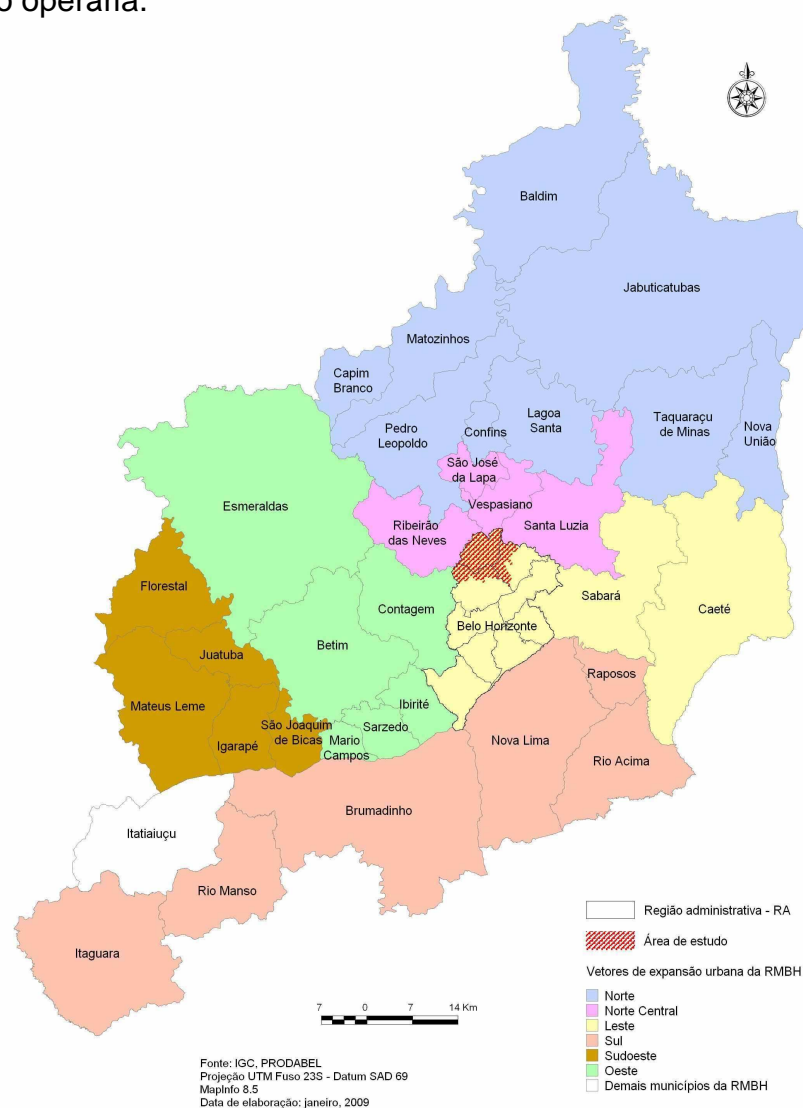 o operária.
Baldim
Jabuticatubas
Matozinhos
Capim
Branco
Pedro
Leopoldo
Confins
Lagoa
Santa
Taquaraçu
de Minas
Nova
União
São José
da Lapa
Vespasiano
Santa Luzia
Ribeirão
das Neves
Esmeraldas
Florestal
Contagem
Sabará
Caeté
Belo Horizonte
Betim
Juatuba
Mateus Leme
Igarapé
São Joaquim
de Bicas
Mario
Campos
Sarzedo
Ibirité
Raposos
Nova Lima
Rio Acima
Brumadinho
Itatiaiuçu
Rio Manso
Itaguara
Região administrativa - RA
Área de estudo
Vetores de expansão urbana da RMBH
Norte
Norte Central
Leste
Sul
Sudoeste
Oeste
Demais municípios da RMBH
7 0 7 14 Km
Fonte: IGC, PRODABEL
Projeção UTM Fuso 23S - Datum SAD 69
MapInfo 8.5
Data de elaboração: janeiro, 2009